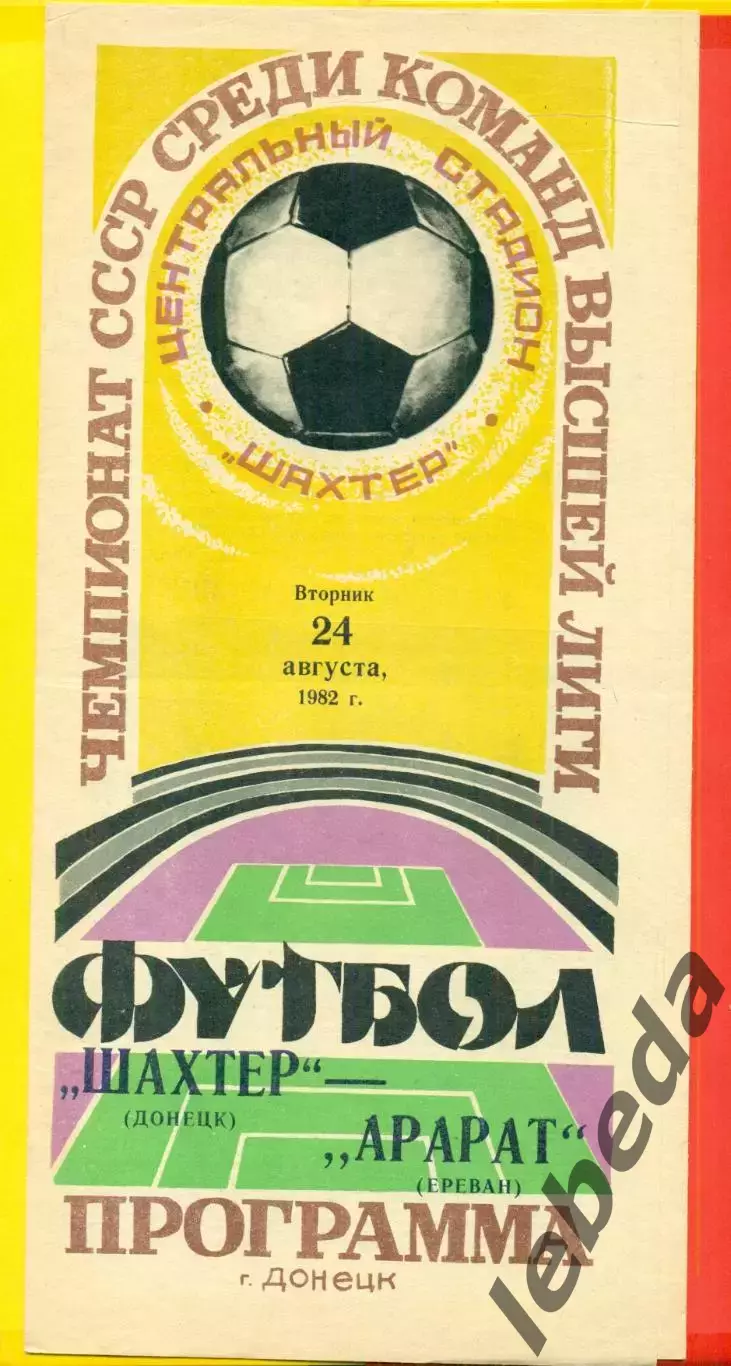 ЧЕМПИОНАТ СССР СРЕДИ КОМАНД ВЫСШЕЙ ЛИГИ
ЦЕНТРАЛЬНЫЙ СТАДИОН
• „ШАХТЕР" •
Вторник
24
августа,
1982 г.
ФУТБОЛ
„ШАХТЕР“ —
(ДОНЕЦК)
„АРАРАТ“
(ЕРЕВАН)
ПРОГРАММА
г. ДОНЕЦК
lebeda